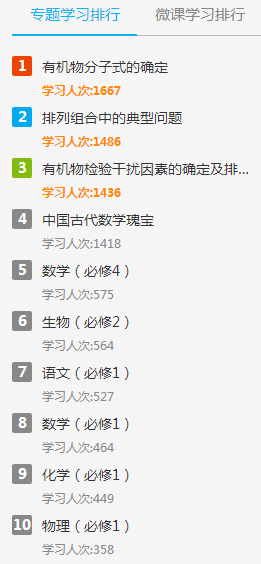 专题学习排行 微课学习排行
1 有机物分子式的确定
学习人次:1667
2 排列组合中的典型问题
学习人次:1486
3 有机物检验干扰因素的确定及排...
学习人次:1436
4 中国古代数学瑰宝
学习人次:1418
5 数学（必修4）
学习人次:575
6 生物（必修2）
学习人次:564
7 语文（必修1）
学习人次:527
8 数学（必修1）
学习人次:464
9 化学（必修1）
学习人次:449
10 物理（必修1）
学习人次:358